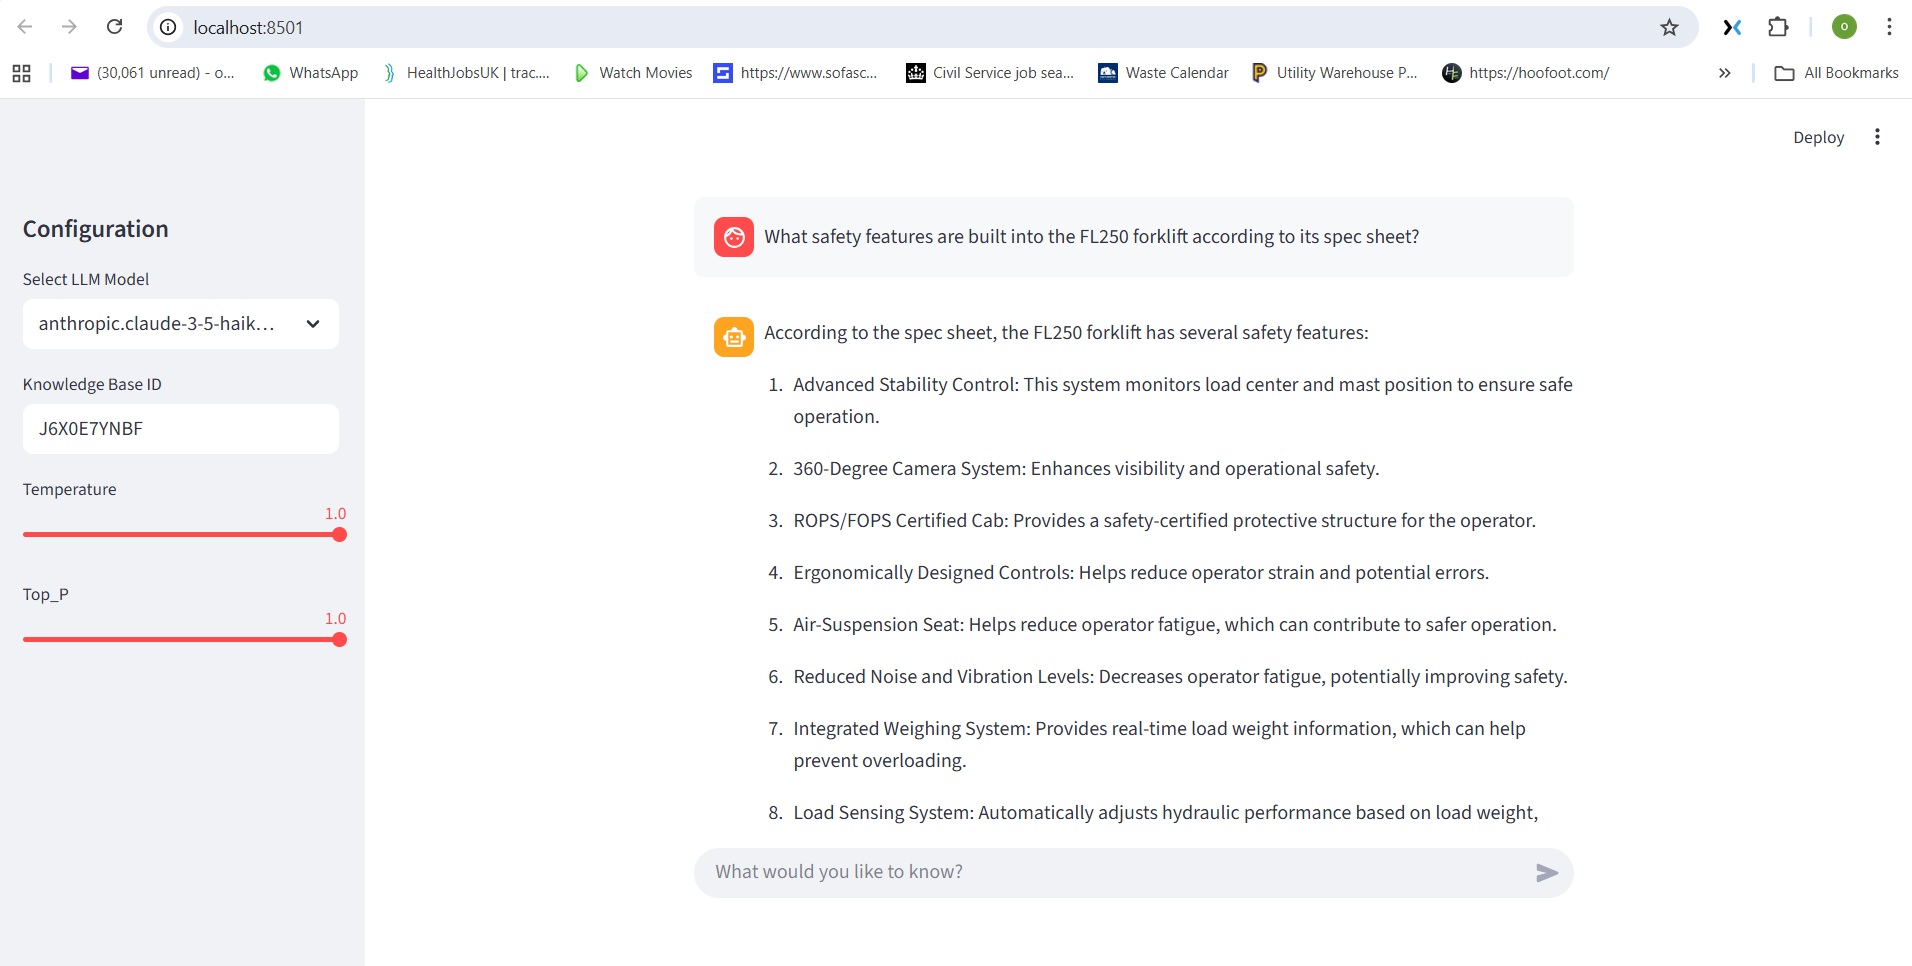 localhost:8501
o
(30,061 unread) - o...
WhatsApp
HealthJobsUK | trac....
Watch Movies
https://www.sofasc...
Civil Service job sea...
Waste Calendar
Utility Warehouse P...
https://hoofoot.com/
All Bookmarks
Deploy
Configuration
Select LLM Model
anthropic.claude-3-5-haik...
Knowledge Base ID
J6X0E7YNBF
Temperature
1.0
Top_P
1.0
What safety features are built into the FL250 forklift according to its spec sheet?
According to the spec sheet, the FL250 forklift has several safety features:
1. Advanced Stability Control: This system monitors load center and mast position to ensure safe
operation.
2. 360-Degree Camera System: Enhances visibility and operational safety.
3. ROPS/FOPS Certified Cab: Provides a safety-certified protective structure for the operator.
4. Ergonomically Designed Controls: Helps reduce operator strain and potential errors.
5. Air-Suspension Seat: Helps reduce operator fatigue, which can contribute to safer operation.
6. Reduced Noise and Vibration Levels: Decreases operator fatigue, potentially improving safety.
7. Integrated Weighing System: Provides real-time load weight information, which can help
prevent overloading.
8. Load Sensing System: Automatically adjusts hydraulic performance based on load weight,
What would you like to know?